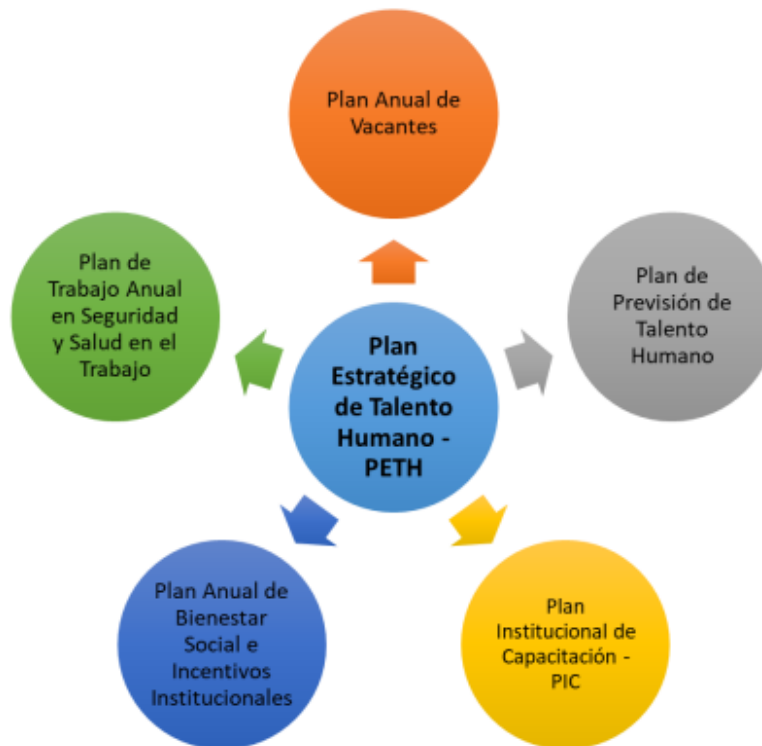 Plan Anual de
Vacantes
Plan de
Previsión de
Talento
Humano
Plan
Institucional de
Capacitación -
PIC
Plan Anual de
Bienestar
Social e
Incentivos
Institucionales
Plan de
Trabajo Anual
en Seguridad
y Salud en el
Trabajo
Plan
Estratégico
de Talento
Humano -
PETH